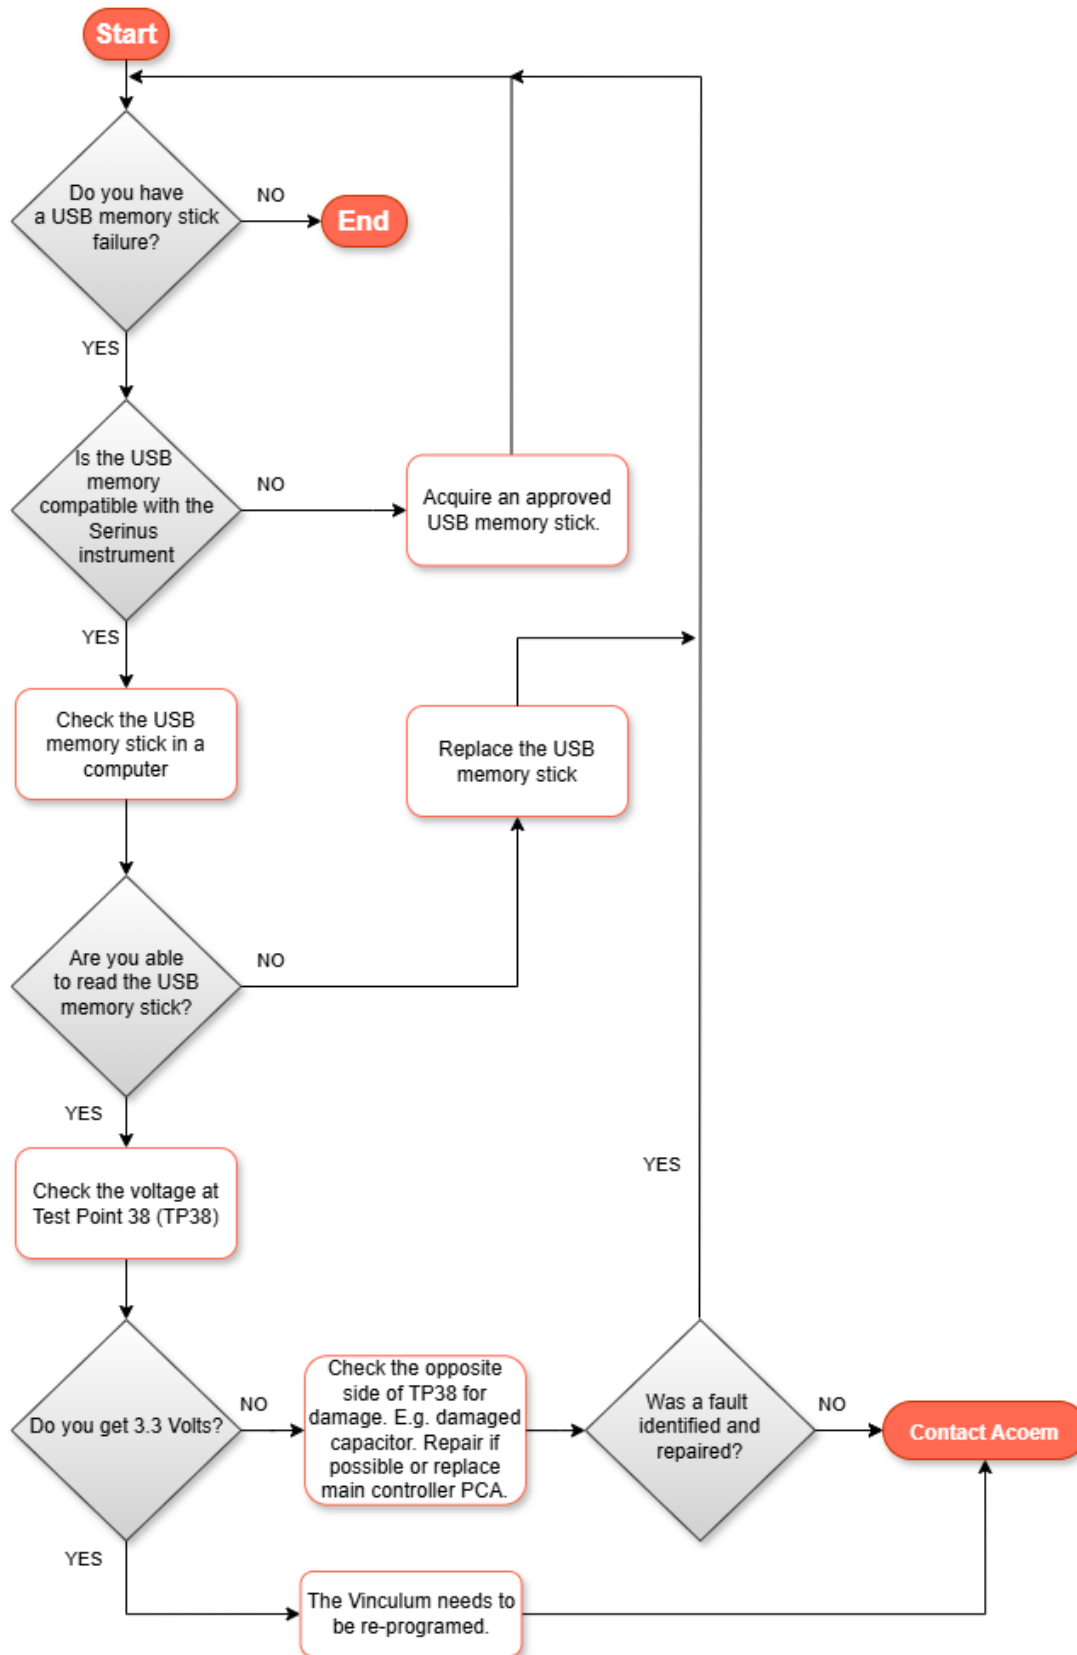 Start
Do you have
a USB memory stick
failure?
NO
End
YES
Is the USB
memory
compatible with the
Serinus
instrument
NO
Acquire an approved
USB memory stick.
YES
Check the USB
memory stick in a
computer
Replace the USB
memory stick
Are you able
to read the USB
memory stick?
NO
YES
Check the voltage at
Test Point 38 (TP38)
YES
Do you get 3.3 Volts?
NO
Check the opposite
side of TP38 for
damage. E.g. damaged
capacitor. Repair if
possible or replace
main controller PCA.
Was a fault
identified and
repaired?
NO
Contact Acoem
YES
The Vinculum needs to
be re-programed.